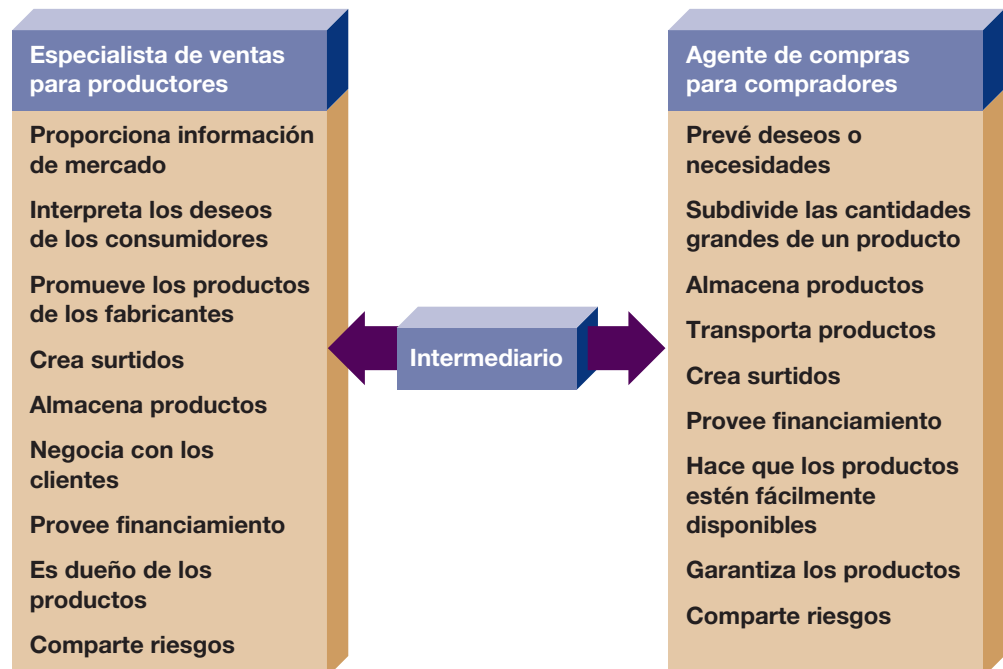 Especialista de ventas
para productores
Proporciona información
de mercado
Interpreta los deseos
de los consumidores
Promueve los productos
de los fabricantes
Crea surtidos
Almacena productos
Negocia con los
clientes
Provee financiamiento
Es dueño de los
productos
Comparte riesgos
Intermediario
Agente de compras
para compradores
Prevé deseos o
necesidades
Subdivide las cantidades
grandes de un producto
Almacena productos
Transporta productos
Crea surtidos
Provee financiamiento
Hace que los productos
estén fácilmente
disponibles
Garantiza los productos
Comparte riesgos